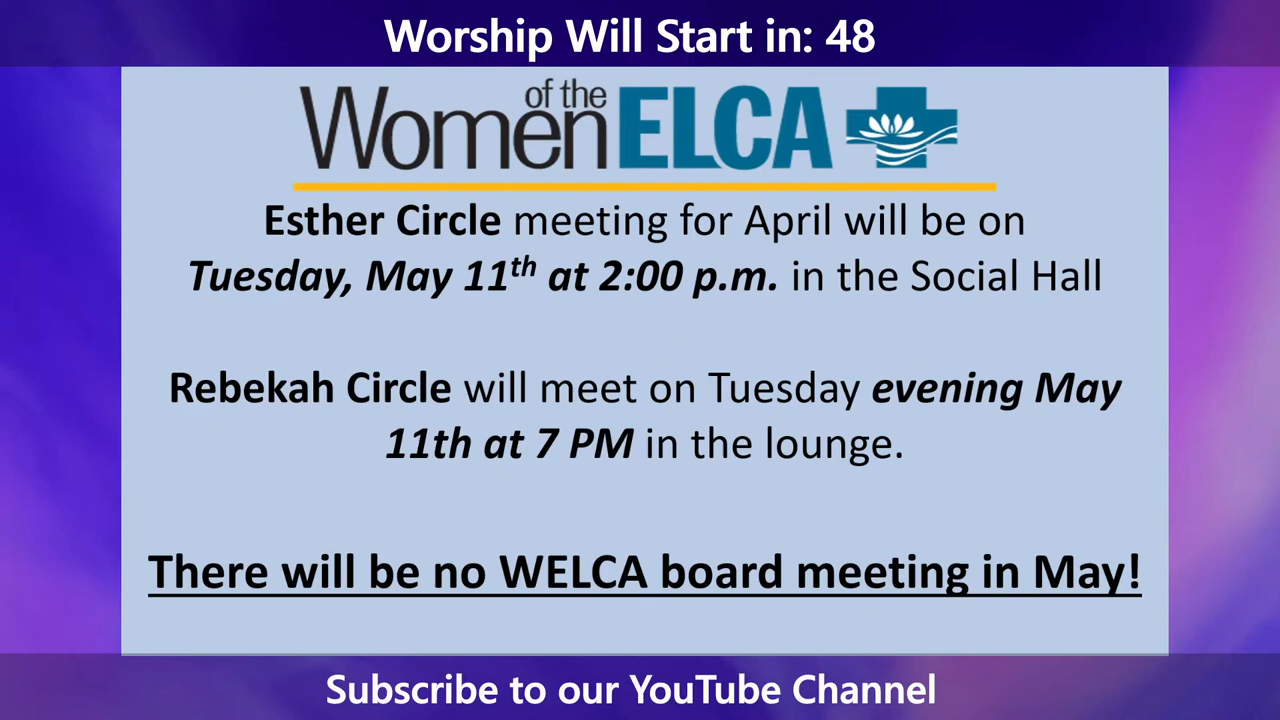 Worship Will Start in: 48
Women of the ELCA
Esther Circle meeting for April will be on
Tuesday, May 11th at 2:00 p.m. in the Social Hall
Rebekah Circle will meet on Tuesday evening May
11th at 7 PM in the lounge.
There will be no WELCA board meeting in May!
Subscribe to our YouTube Channel